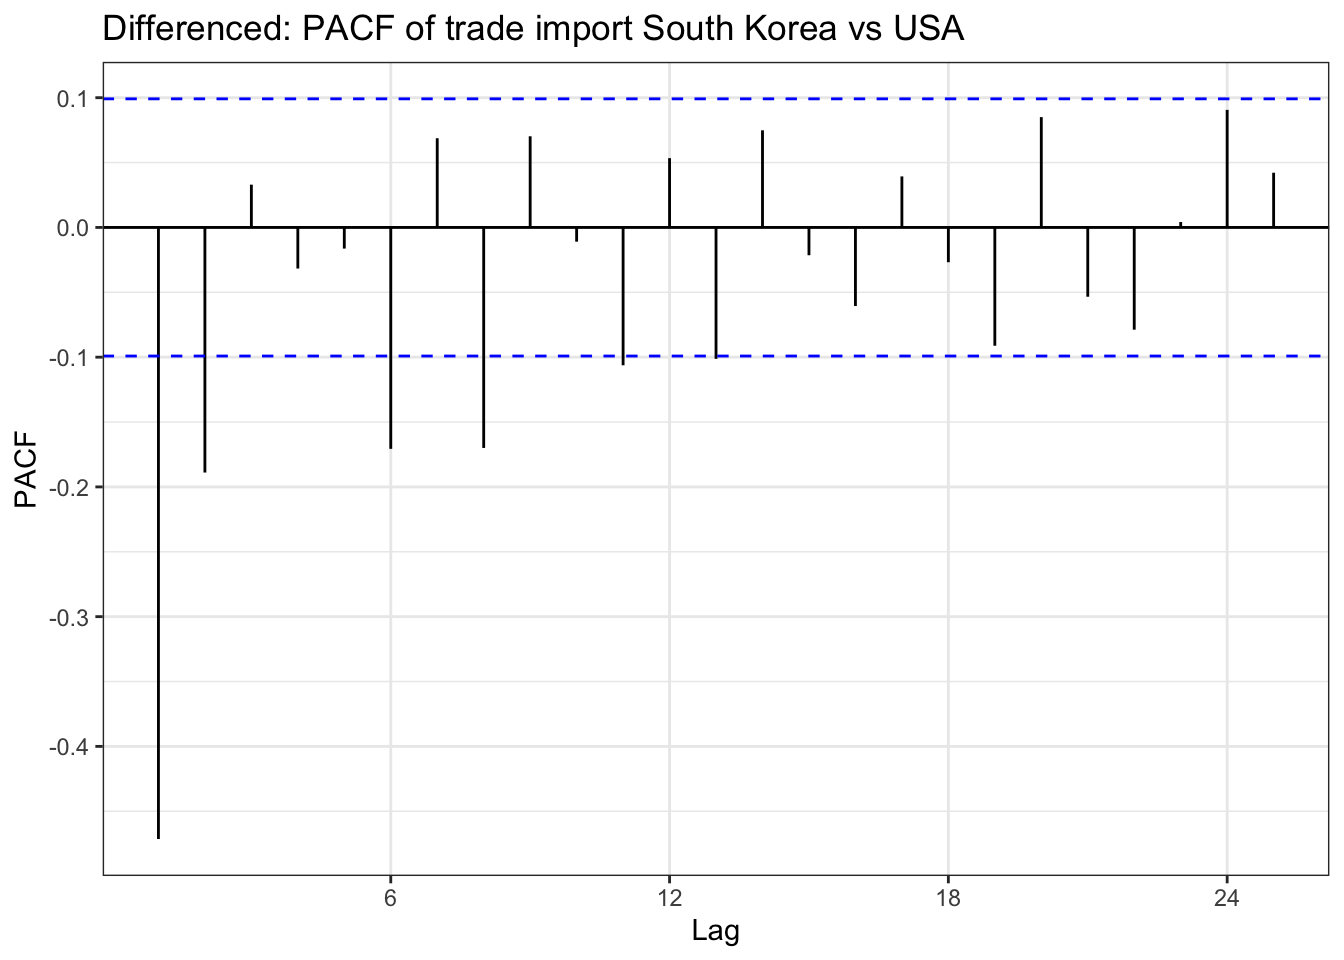 Differenced: PACF of trade import South Korea vs USA
0.1
0.0
-0.1
-0.2
-0.3
-0.4
PACF
6 12 18 24
Lag